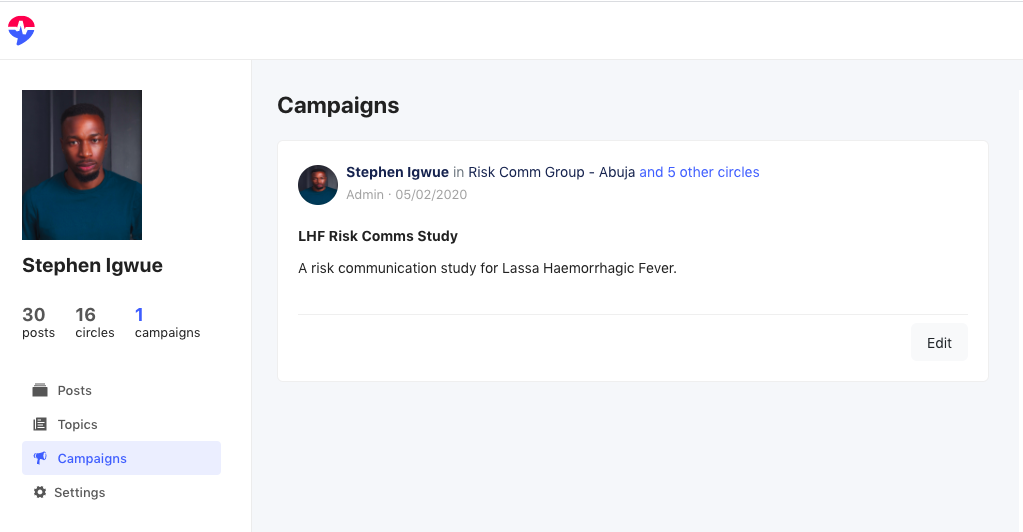 Stephen Igwue
30 16 1
posts circles campaigns
Posts
Topics
Campaigns
Settings
Campaigns
Stephen Igwue in Risk Comm Group - Abuja and 5 other circles
Admin · 05/02/2020
LHF Risk Comms Study
A risk communication study for Lassa Haemorrhagic Fever.
Edit